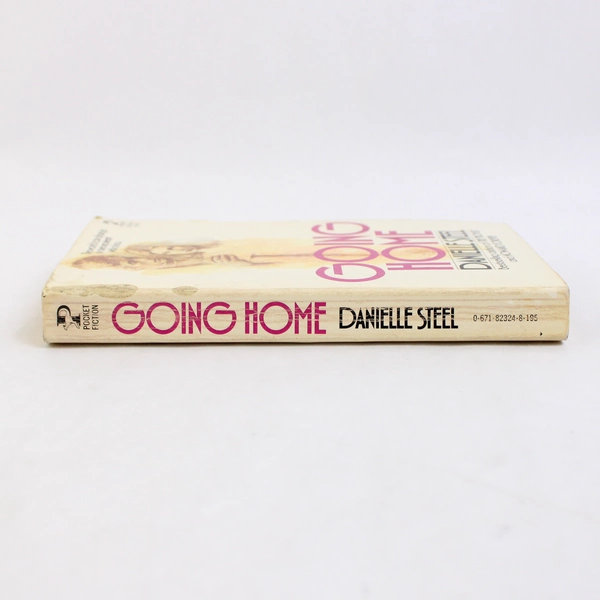 GOING
HOME
DANIELLE STEEL
POCKET
FICTION
GOING HOME DANIELLE STEEL 0-671-82324-8-195